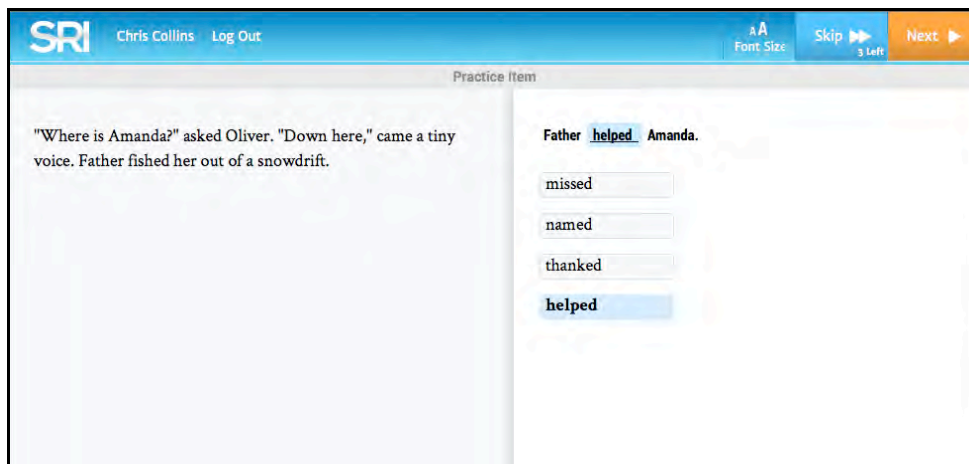 SRI Chris Collins Log Out AA Font Size Skip 3 Left Next
Practice Item
"Where is Amanda?" asked Oliver. "Down here," came a tiny
voice. Father fished her out of a snowdrift.
Father helped Amanda.
missed
named
thanked
helped